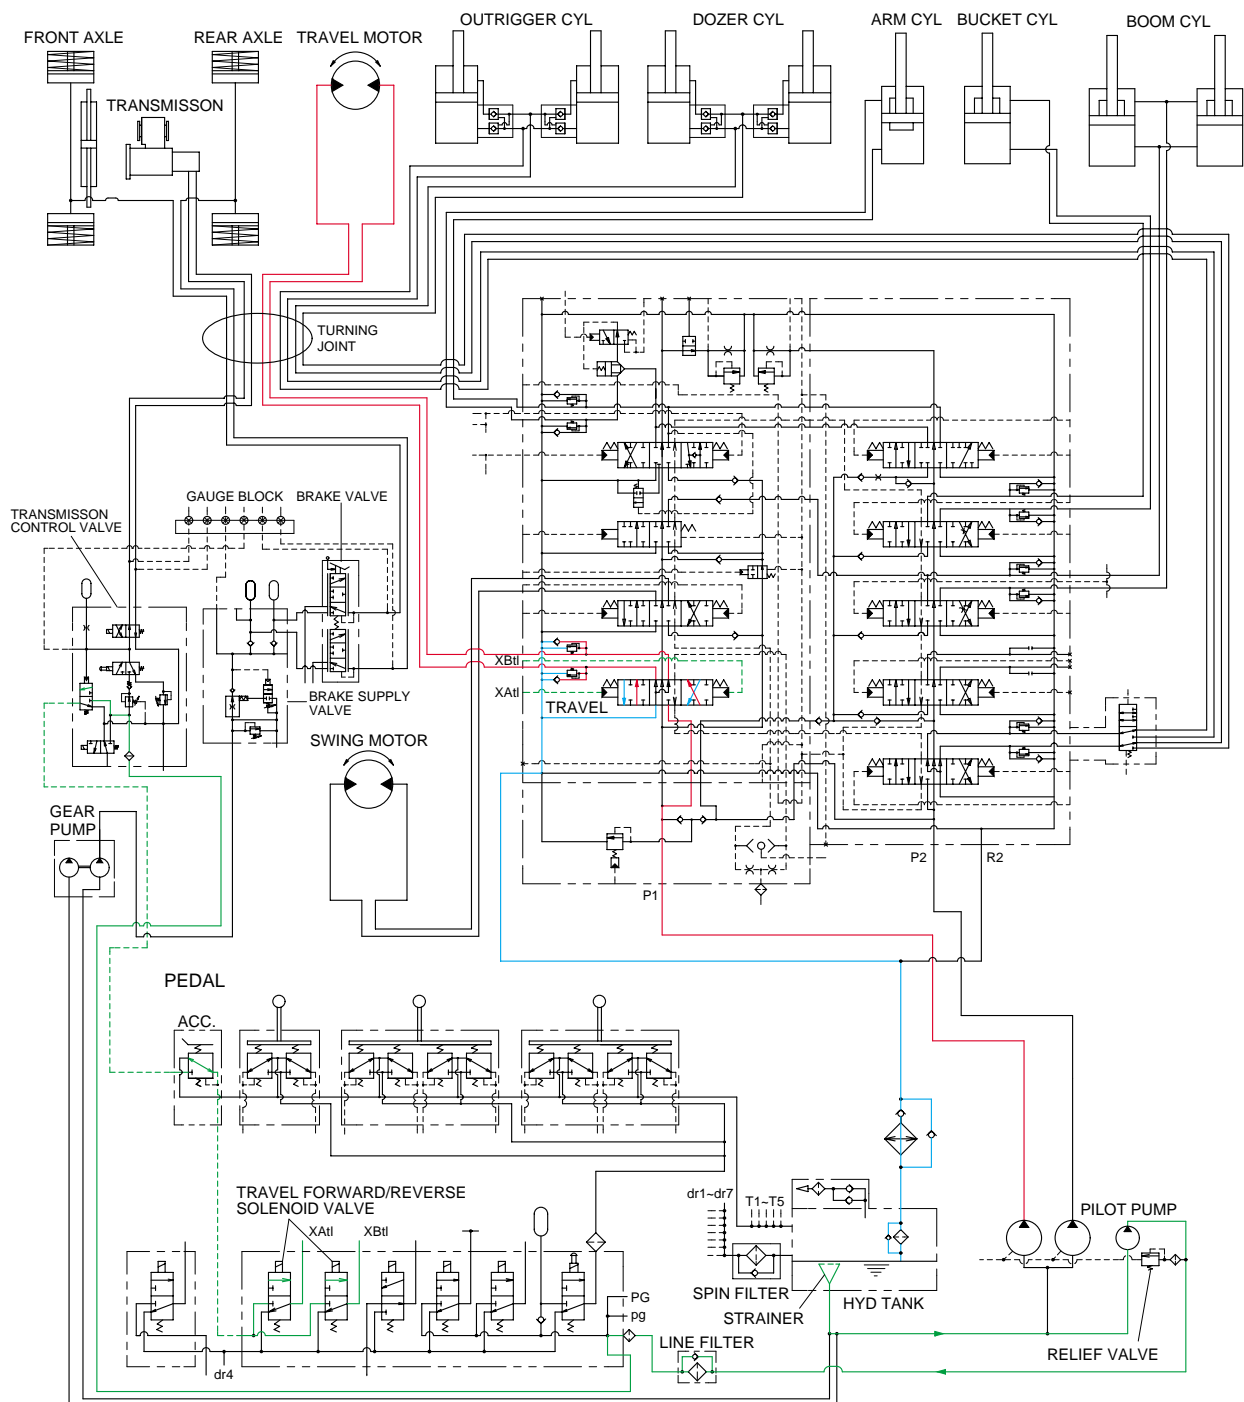 OUTRIGGER CYL
DOZER CYL
ARM CYL
BUCKET CYL
BOOM CYL
FRONT AXLE
REAR AXLE
TRAVEL MOTOR
TRANSMISSON
TURNING
JOINT
GAUGE BLOCK
BRAKE VALVE
TRANSMISSON
CONTROL VALVE
XBtl
XAtl
TRAVEL
BRAKE SUPPLY
VALVE
SWING MOTOR
GEAR
PUMP
P1
P2
R2
PEDAL
ACC.
TRAVEL FORWARD/REVERSE
SOLENOID VALVE
XAtl
XBtl
dr1~dr7
T1~T5
PILOT PUMP
SPIN FILTER
STRAINER
HYD TANK
PG
pg
LINE FILTER
RELIEF VALVE
dr4